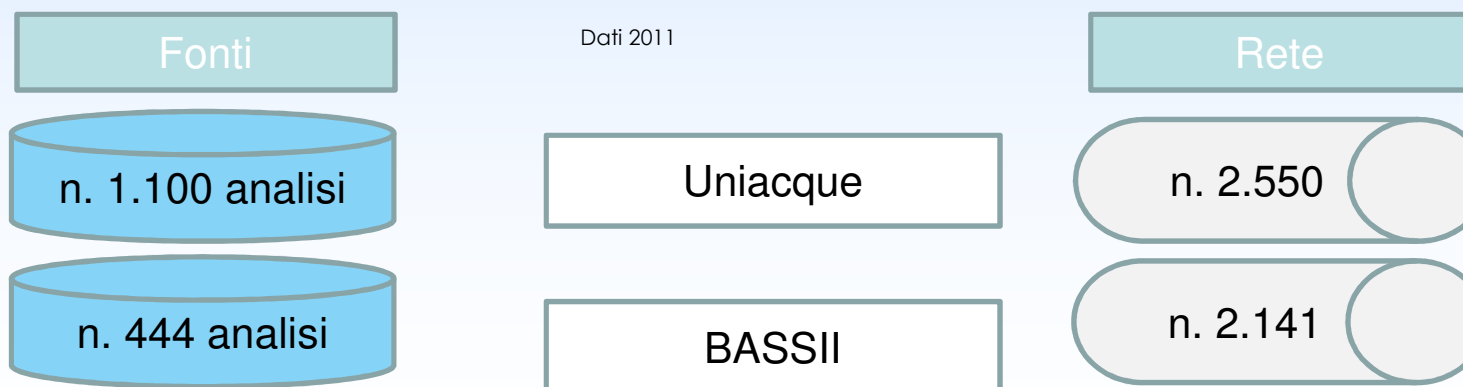 Fonti
Dati 2011
Rete
n. 1.100 analisi
Uniacque
n. 2.550
n. 444 analisi
BASSII
n. 2.141